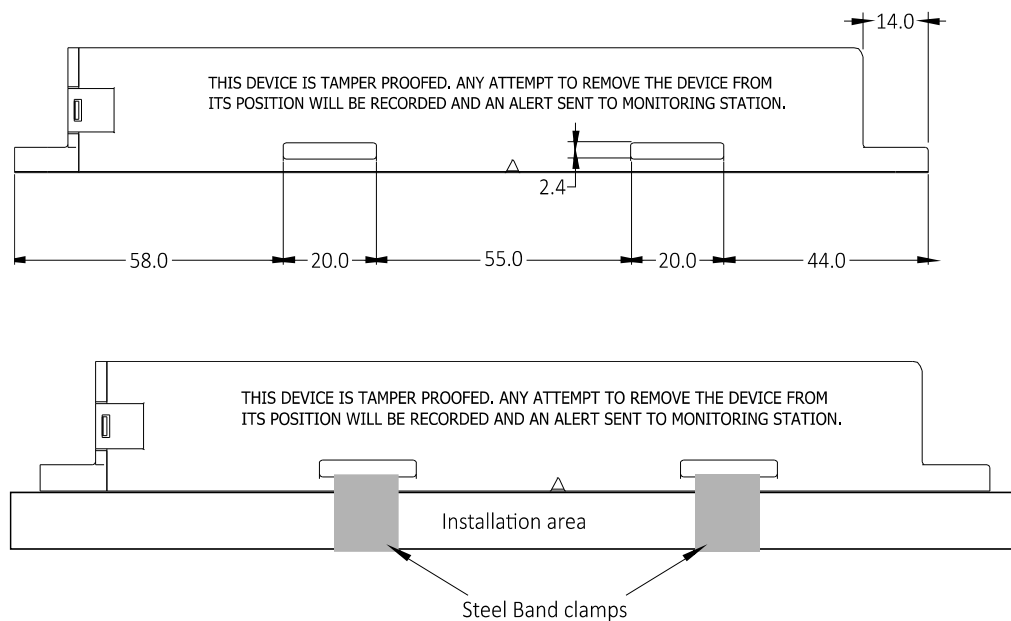 14.0
THIS DEVICE IS TAMPER PROOFED. ANY ATTEMPT TO REMOVE THE DEVICE FROM
ITS POSITION WILL BE RECORDED AND AN ALERT SENT TO MONITORING STATION.
2.4
58.0 20.0 55.0 20.0 44.0
THIS DEVICE IS TAMPER PROOFED. ANY ATTEMPT TO REMOVE THE DEVICE FROM
ITS POSITION WILL BE RECORDED AND AN ALERT SENT TO MONITORING STATION.
Installation area
Steel Band clamps